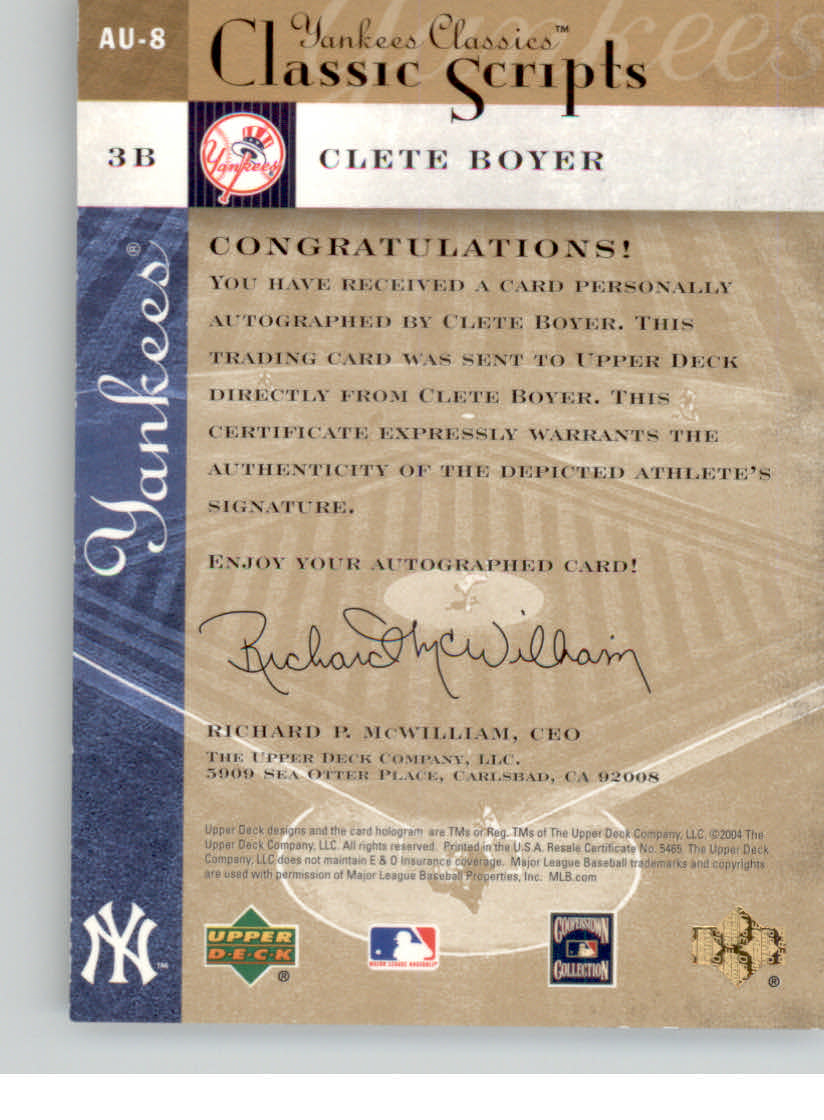 AU-8
Yankees Classics™
Classic Scripts
3B
Yankees
CLETE BOYER
Yankees®
CONGRATULATIONS!
YOU HAVE RECEIVED A CARD PERSONALLY
AUTOGRAPHED BY CLETE BOYER. THIS
TRADING CARD WAS SENT TO UPPER DECK
DIRECTLY FROM CLETE BOYER. THIS
CERTIFICATE EXPRESSLY WARRANTS THE
AUTHENTICITY OF THE DEPICTED ATHLETE'S
SIGNATURE.
ENJOY YOUR AUTOGRAPHED CARD!
Richard McWilliam
RICHARD P. MCWILLIAM, CEO
THE UPPER DECK COMPANY, LLC.
5909 SEA OTTER PLACE, CARLSBAD, CA 92008
Upper Deck designs and the card hologram are TMs or Reg. TMs of The Upper Deck Company, LLC. ©2004 The
Upper Deck Company, LLC. All rights reserved. Printed in the U.S.A. Resale Certificate No. 5465. The Upper Deck
Company, LLC does not maintain E & O Insurance coverage. Major League Baseball trademarks and copyrights
are used with permission of Major League Baseball Properties, Inc. MLB.com
NY™
UPPER
D·E·C·K
®
MAJOR LEAGUE BASEBALL
COOPERSTOWN
COLLECTION
®